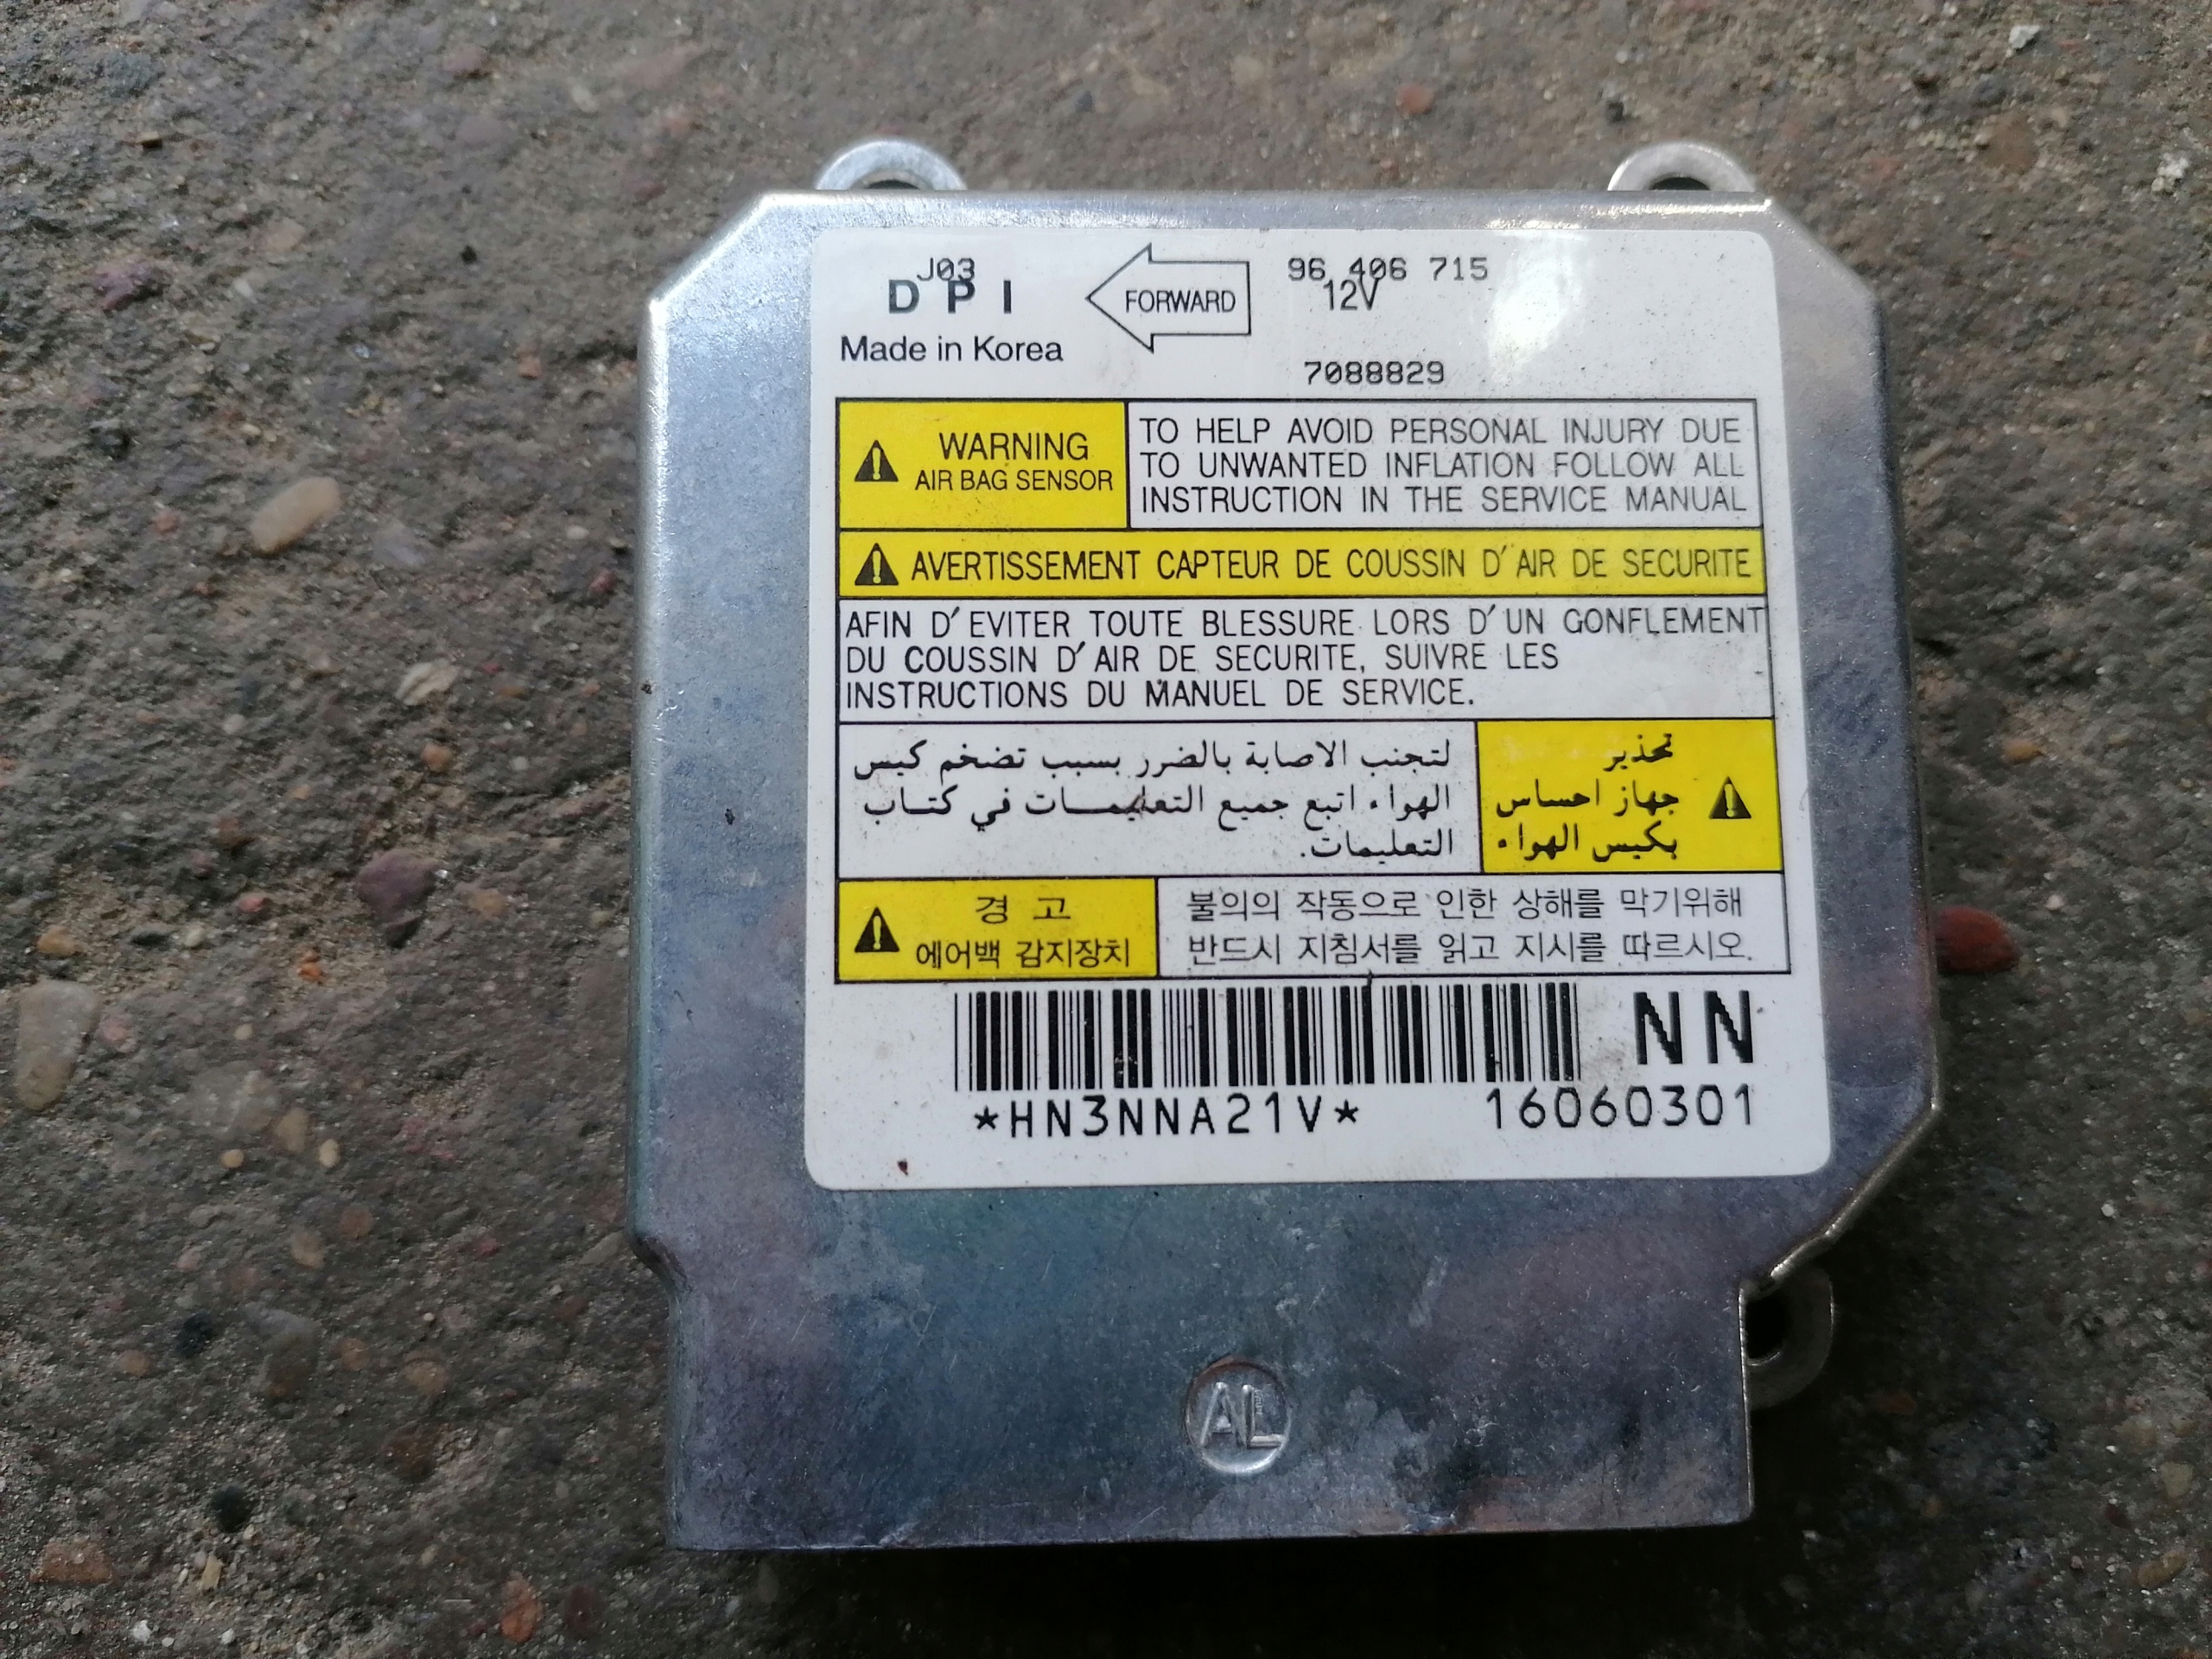 J03
D P I
FORWARD
96 406 715
12V
Made in Korea
7088829
WARNING
AIR BAG SENSOR
TO HELP AVOID PERSONAL INJURY DUE
TO UNWANTED INFLATION FOLLOW ALL
INSTRUCTION IN THE SERVICE MANUAL
AVERTISSEMENT CAPTEUR DE COUSSIN D'AIR DE SECURITE
AFIN D'EVITER TOUTE BLESSURE LORS D'UN GONFLEMENT
DU COUSSIN D'AIR DE SECURITE, SUIVRE LES
INSTRUCTIONS DU MANUEL DE SERVICE.
تحذير
جهاز احساس
بكيس الهواء
لتجنب الاصابة بالضرر بسبب تضخم كيس
الهواء اتبع جميع التعليمــات في كتــاب
التعليمات.
경 고
에어백 감지장치
불의의 작동으로 인한 상해를 막기위해
반드시 지침서를 읽고 지시를 따르시오.
NN
*HN3NNA21V* 16060301
AL